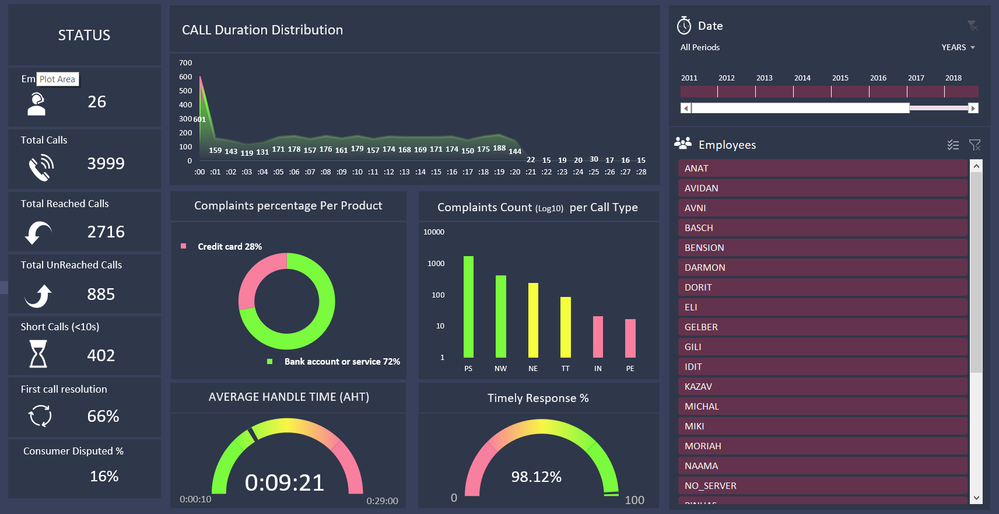 STATUS
Em
Plot Area
26
Total Calls
3999
Total Reached Calls
2716
Total UnReached Calls
885
Short Calls (<10s)
402
First call resolution
66%
Consumer Disputed %
16%
CALL Duration Distribution
700
600
500
400
300
200
100
0
601 159 143 119 131 171 178 157 176 161 179 157 174 168 169 171 174 150 175 188 144 22 15 19 20 30 17 16 15
:00 :01 :02 :03 :04 :05 :06 :07 :08 :09 :10 :11 :12 :13 :14 :15 :16 :17 :18 :19 :20 :21 :22 :23 :24 :25 :26 :27 :28
Complaints percentage Per Product
Credit card 28%
Bank account or service 72%
Complaints Count (Log10) per Call Type
10000
1000
100
10
1
PS NW NE TT IN PE
AVERAGE HANDLE TIME (AHT)
0:09:21
0:00:10
0:29:00
Timely Response %
98.12%
0
100
Date
All Periods
YEARS
2011 2012 2013 2014 2015 2016 2017 2018
Employees
ANAT
AVIDAN
AVNI
BASCH
BENSION
DARMON
DORIT
ELI
GELBER
GILI
IDIT
KAZAV
MICHAL
MIKI
MORIAH
NAAMA
NO_SERVER